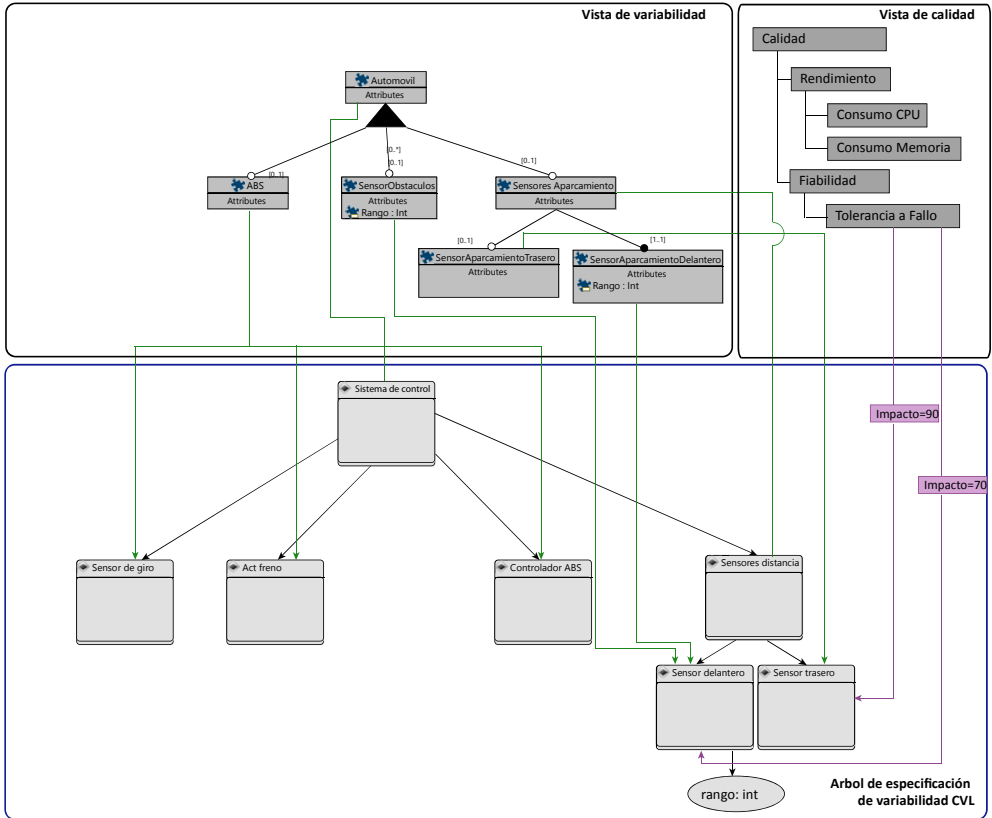 Vista de variabilidad
Automovil
Attributes
[0..*]
[0..1]
[0..1]
[0..1]
ABS
Attributes
SensorObstaculos
Attributes
Rango : Int
Sensores Aparcamiento
Attributes
[0..1]
[1..1]
SensorAparcamientoTrasero
Attributes
SensorAparcamientoDelantero
Attributes
Rango : Int
Vista de calidad
Calidad
Rendimiento
Consumo CPU
Consumo Memoria
Fiabilidad
Tolerancia a Fallo
Impacto=90
Impacto=70
Sistema de control
Sensor de giro
Act freno
Controlador ABS
Sensores distancia
Sensor delantero
Sensor trasero
rango: int
Arbol de especificación
de variabilidad CVL